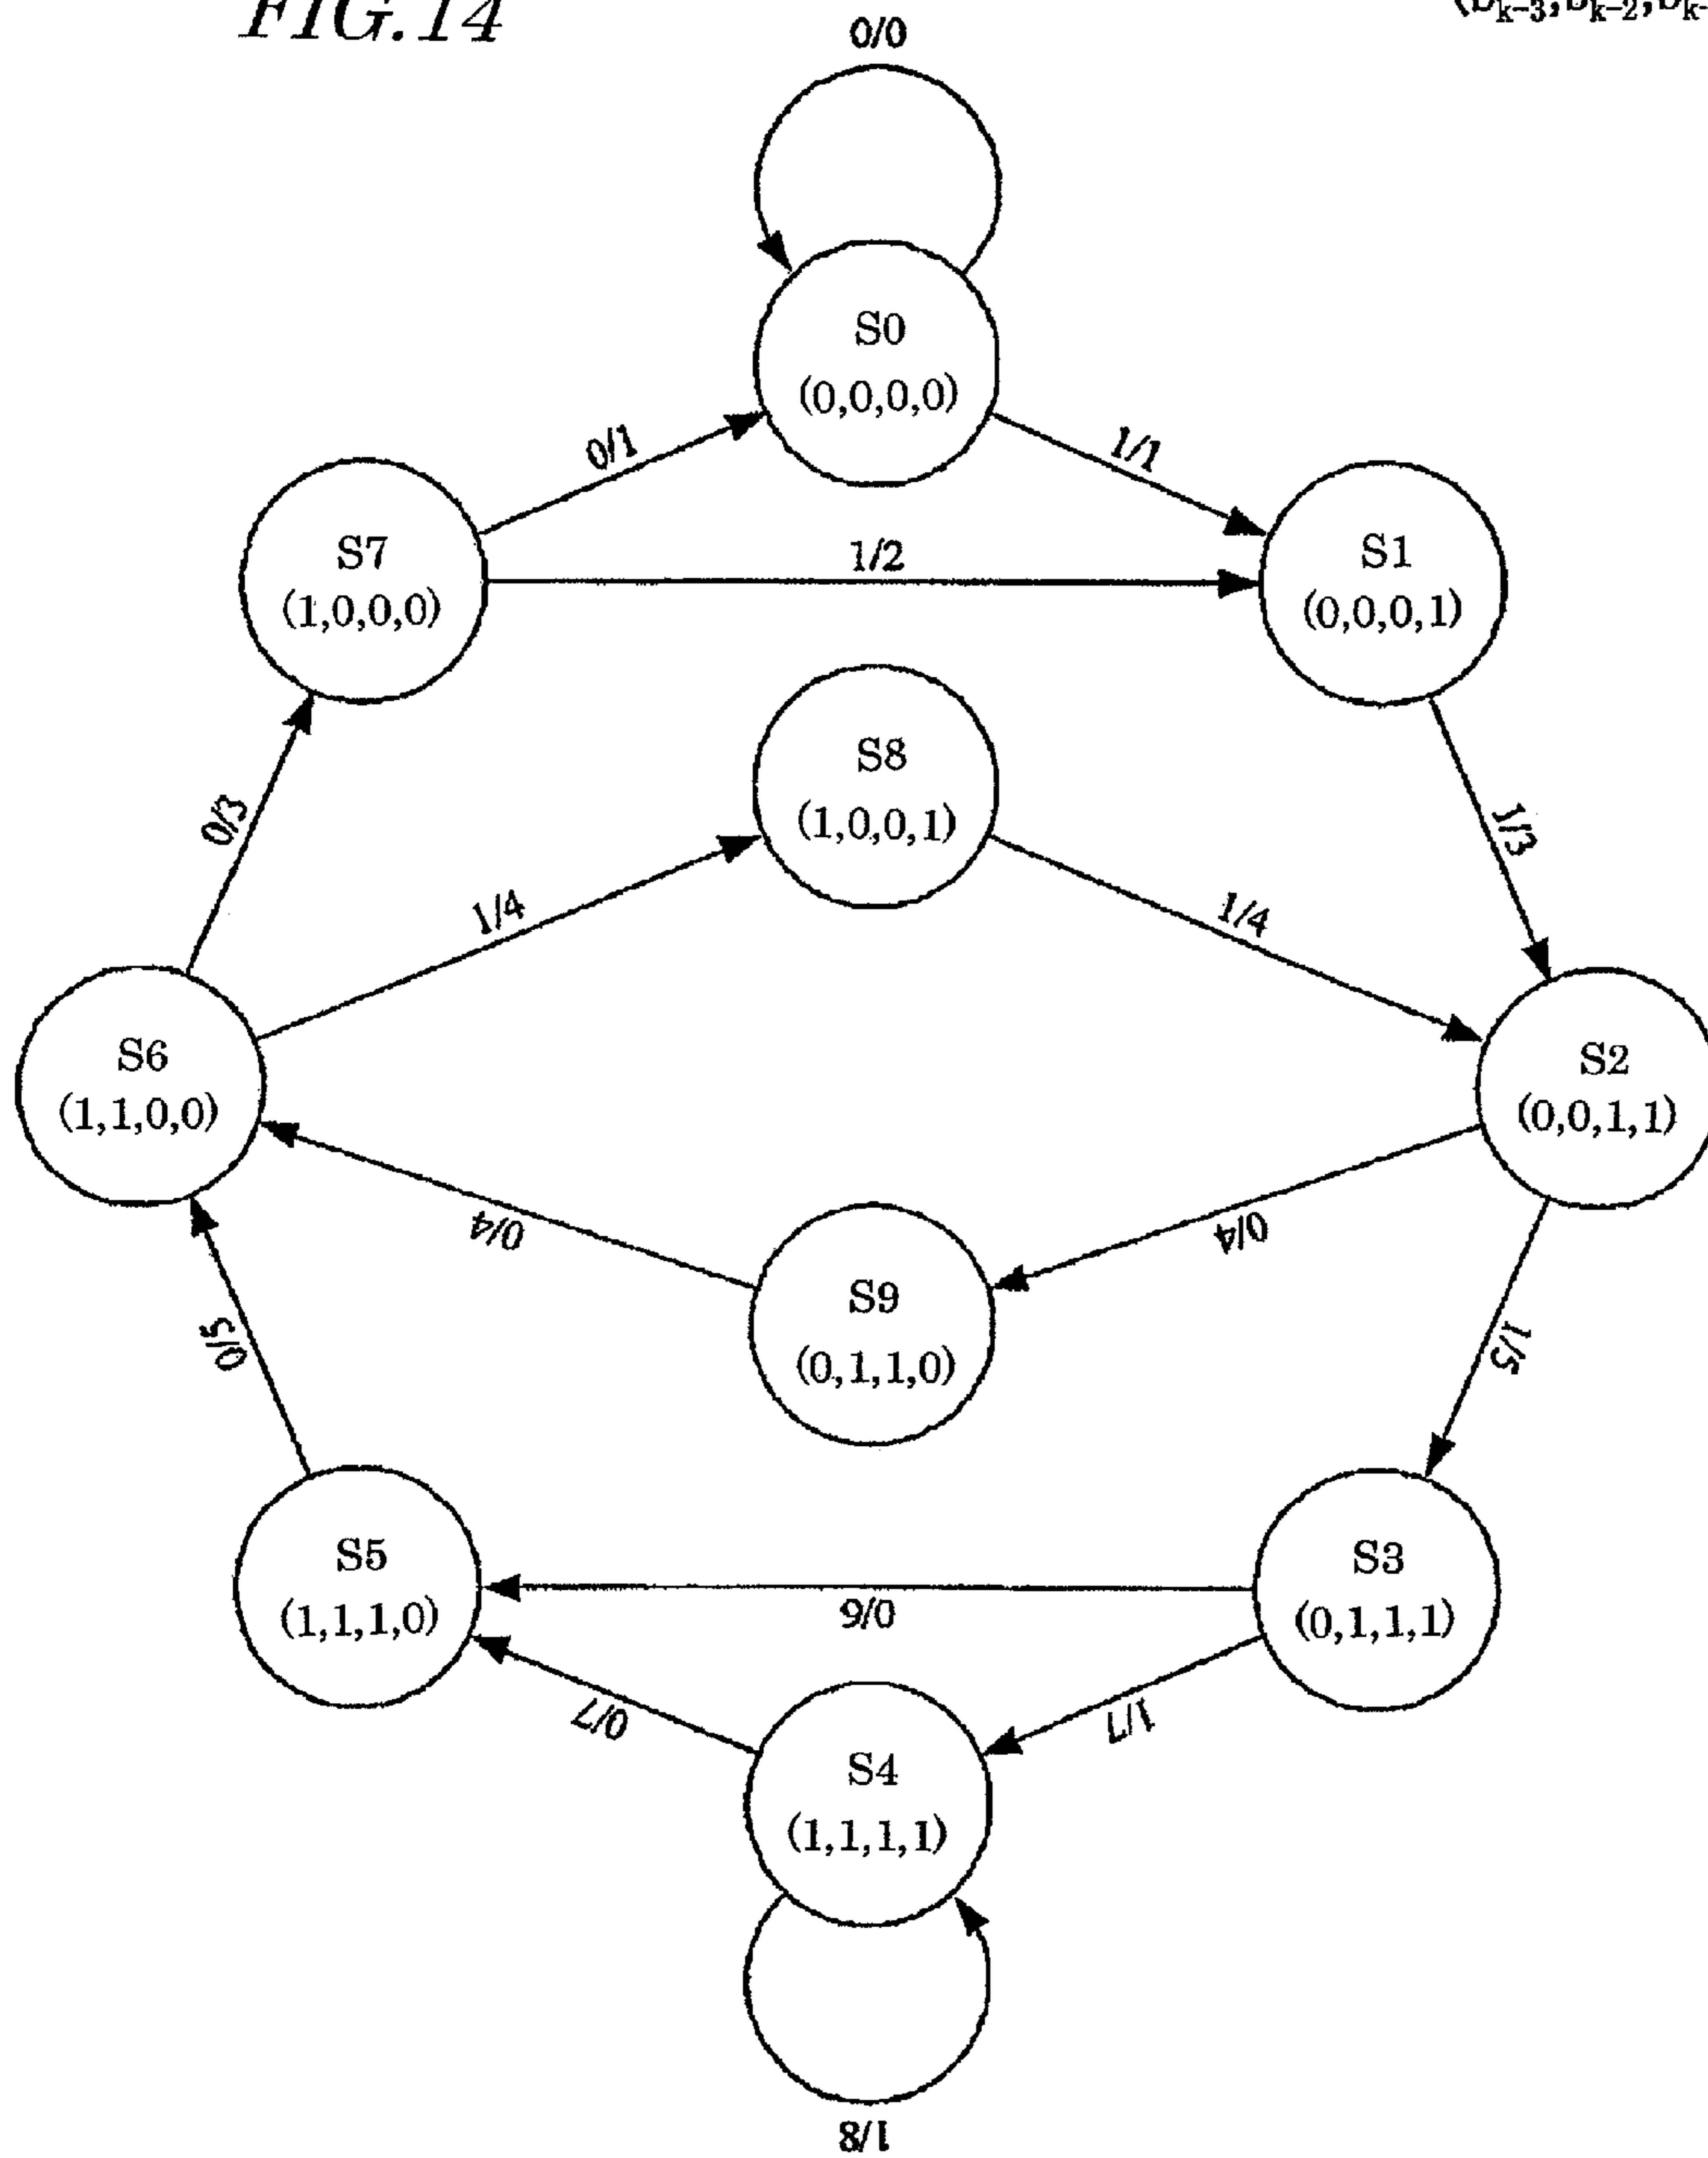 FIG.14
0/0
S0
(0,0,0,0)
0/1
1/1
S7
(1,0,0,0)
1/2
S1
(0,0,0,1)
S8
(1,0,0,1)
0/3
1/3
1/4
1/4
S6
(1,1,0,0)
S2
(0,0,1,1)
0/4
0/4
S9
(0,1,1,0)
0/5
1/5
S5
(1,1,1,0)
0/6
S3
(0,1,1,1)
0/7
1/7
S4
(1,1,1,1)
1/8